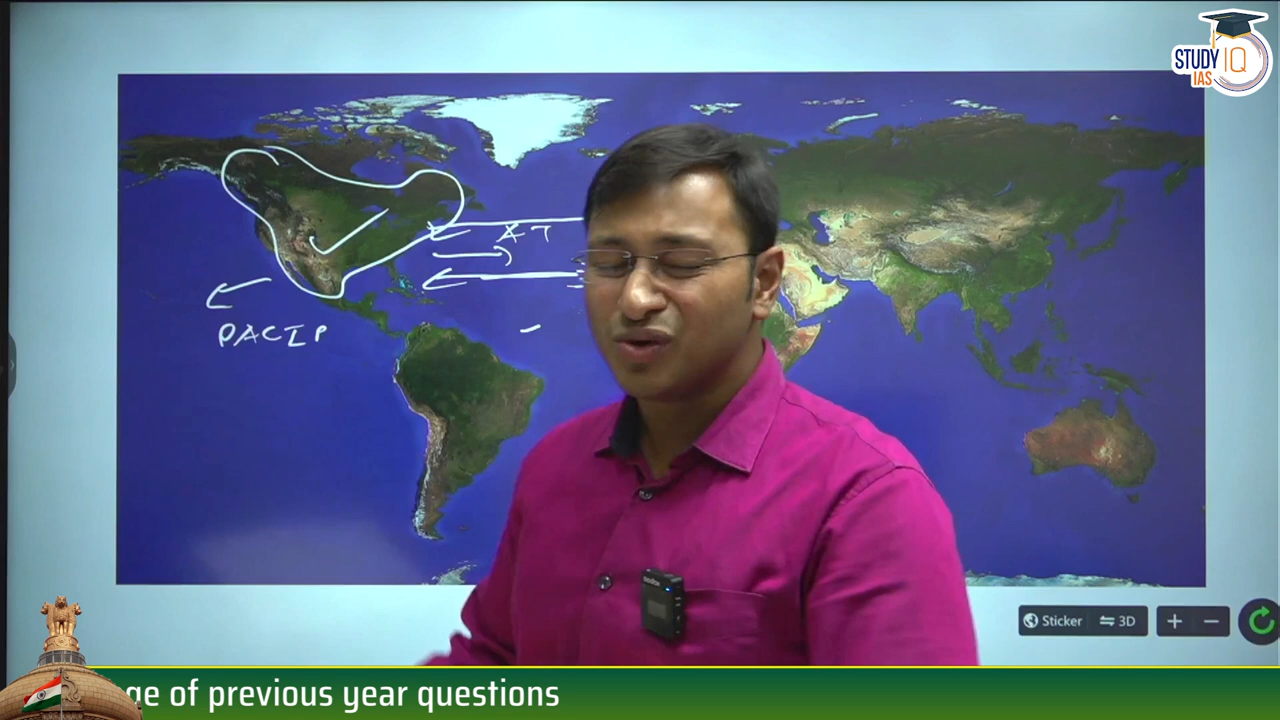 STUDY IQ
IAS
AT
PACIP
Sticker
3D
ge of previous year questions